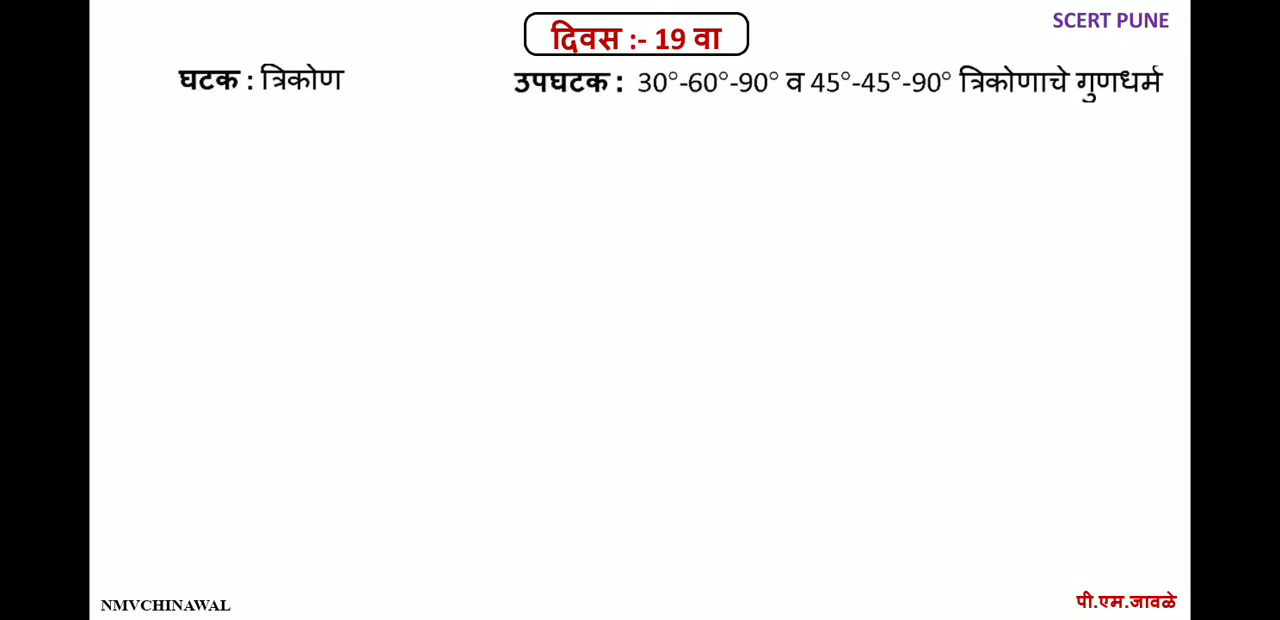 SCERT PUNE
दिवस :- 19 वा
घटक : त्रिकोण उपघटक : 30°-60°-90° व 45°-45°-90° त्रिकोणाचे गुणधर्म
NMVCHINAWAL पी.एम.जावळे